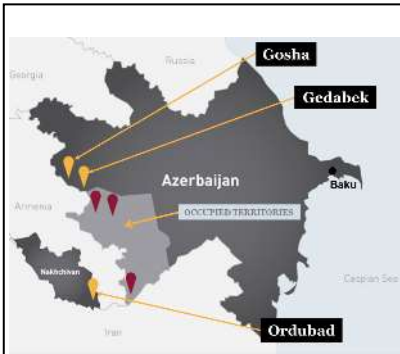 Russia
Georgia
Gosha
Gedabek
Azerbaijan
Baku
Armenia
OCCUPIED TERRITORIES
Nakhchivan
Caspian Sea
Iran
Ordubad